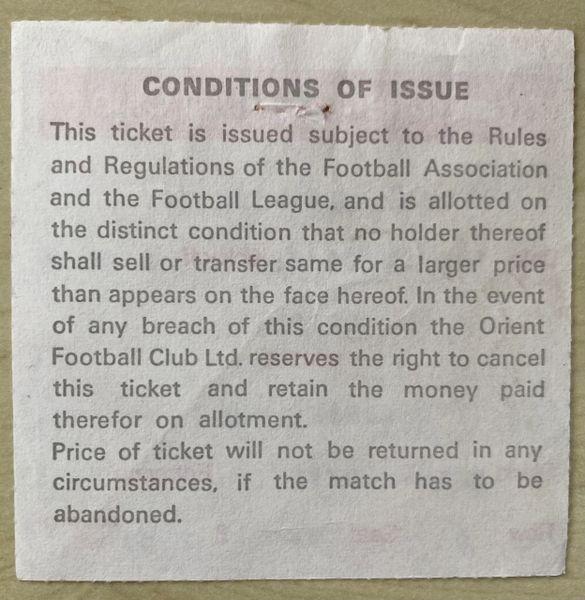 CONDITIONS OF ISSUE
This ticket is issued subject to the Rules
and Regulations of the Football Association
and the Football League, and is allotted on
the distinct condition that no holder thereof
shall sell or transfer same for a larger price
than appears on the face hereof. In the event
of any breach of this condition the Orient
Football Club Ltd. reserves the right to cancel
this ticket and retain the money paid
therefor on allotment.
Price of ticket will not be returned in any
circumstances, if the match has to be
abandoned.